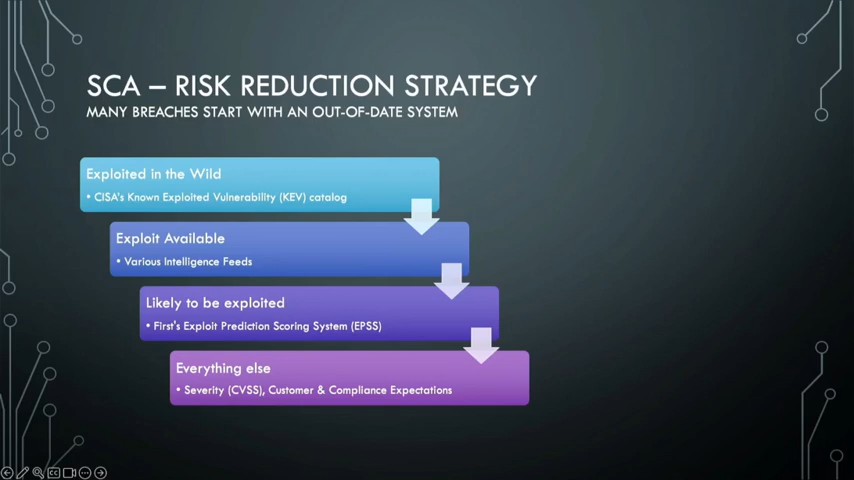 SCA – RISK REDUCTION STRATEGY
MANY BREACHES START WITH AN OUT-OF-DATE SYSTEM
Exploited in the Wild
• CISA's Known Exploited Vulnerability (KEV) catalog
Exploit Available
• Various Intelligence Feeds
Likely to be exploited
• First's Exploit Prediction Scoring System (EPSS)
Everything else
• Severity (CVSS), Customer & Compliance Expectations
CC